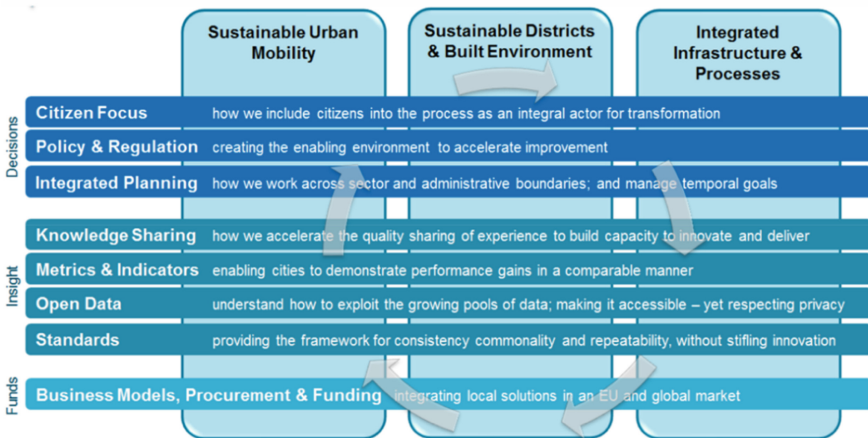 Sustainable Urban
Mobility
Sustainable Districts
& Built Environment
Integrated
Infrastructure &
Processes
Decisions
Citizen Focus how we include citizens into the process as an integral actor for transformation
Policy & Regulation creating the enabling environment to accelerate improvement
Integrated Planning how we work across sector and administrative boundaries; and manage temporal goals
Insight
Knowledge Sharing how we accelerate the quality sharing of experience to build capacity to innovate and deliver
Metrics & Indicators enabling cities to demonstrate performance gains in a comparable manner
Open Data understand how to exploit the growing pools of data; making it accessible – yet respecting privacy
Standards providing the framework for consistency commonality and repeatability, without stifling innovation
Funds
Business Models, Procurement & Funding integrating local solutions in an EU and global market